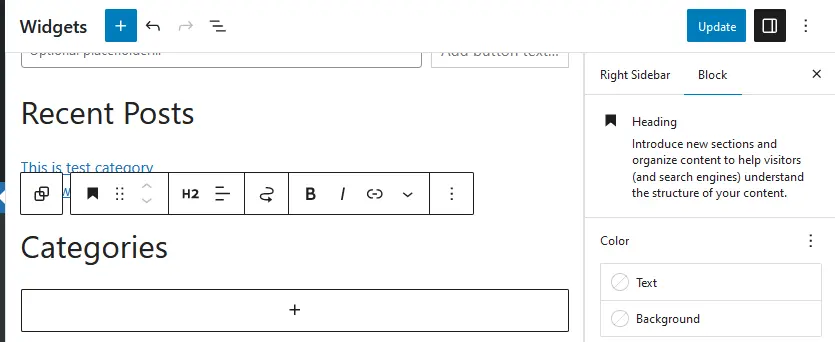 Widgets
Update
Optional placeholder...
Add button text...
Right Sidebar
Block
Recent Posts
Heading
Introduce new sections and
organize content to help visitors
(and search engines) understand
the structure of your content.
This is test category
H2
B
I
Categories
Color
Text
Background